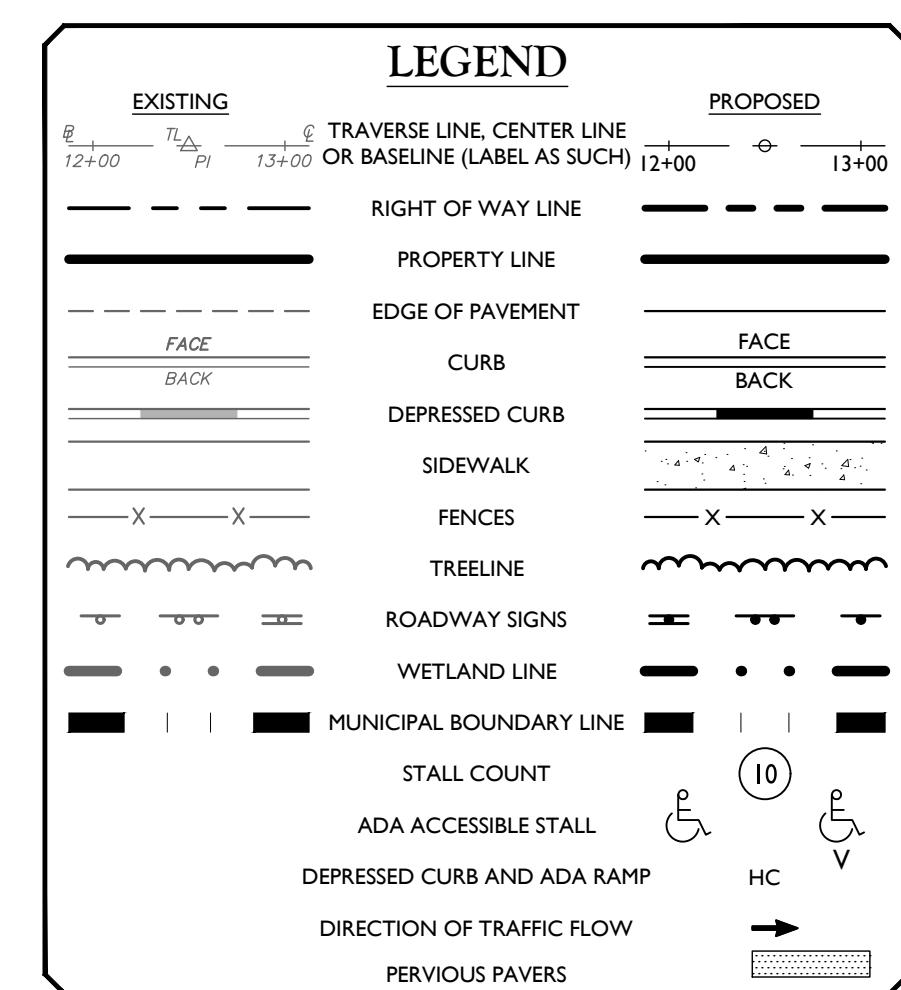 LEGEND
EXISTING
PROPOSED
BL 12+00 TL PI CL 13+00
TRAVERSE LINE, CENTER LINE
OR BASELINE (LABEL AS SUCH)
12+00 13+00
RIGHT OF WAY LINE
PROPERTY LINE
EDGE OF PAVEMENT
FACE
BACK
CURB
FACE
BACK
DEPRESSED CURB
SIDEWALK
X X FENCES X X
TREELINE
ROADWAY SIGNS
WETLAND LINE
MUNICIPAL BOUNDARY LINE
STALL COUNT 10
ADA ACCESSIBLE STALL V
DEPRESSED CURB AND ADA RAMP HC
DIRECTION OF TRAFFIC FLOW
PERVIOUS PAVERS